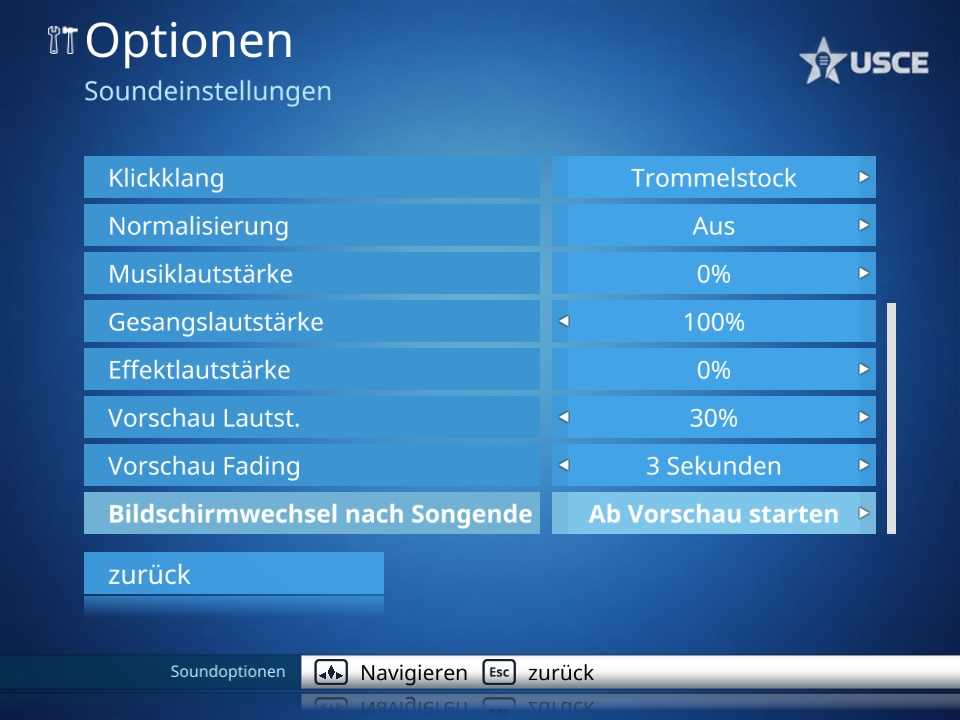 Optionen
USCE
Soundeinstellungen
Klickklang Trommelstock
Normalisierung Aus
Musiklautstärke 0%
Gesangslautstärke 100%
Effektlautstärke 0%
Vorschau Lautst. 30%
Vorschau Fading 3 Sekunden
Bildschirmwechsel nach Songende Ab Vorschau starten
zurück
Soundoptionen Navigieren Esc zurück